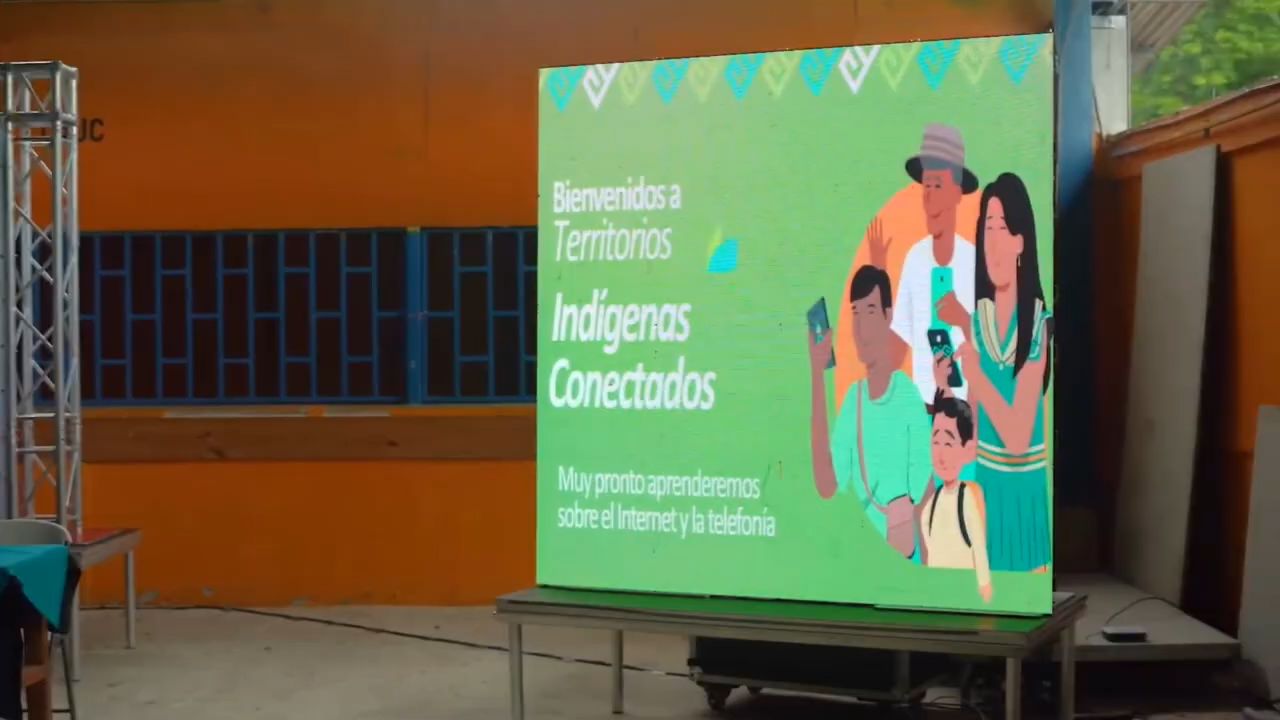 Bienvenidos a
Territorios
Indígenas
Conectados
Muy pronto aprenderemos
sobre el Internet y la telefonía